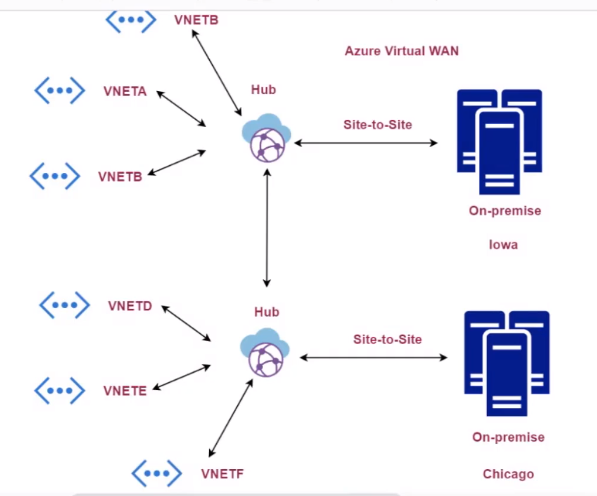 VNETB
Azure Virtual WAN
VNETA
Hub
Site-to-Site
VNETB
On-premise
Iowa
VNETD
Hub
Site-to-Site
VNETE
On-premise
VNETF
Chicago